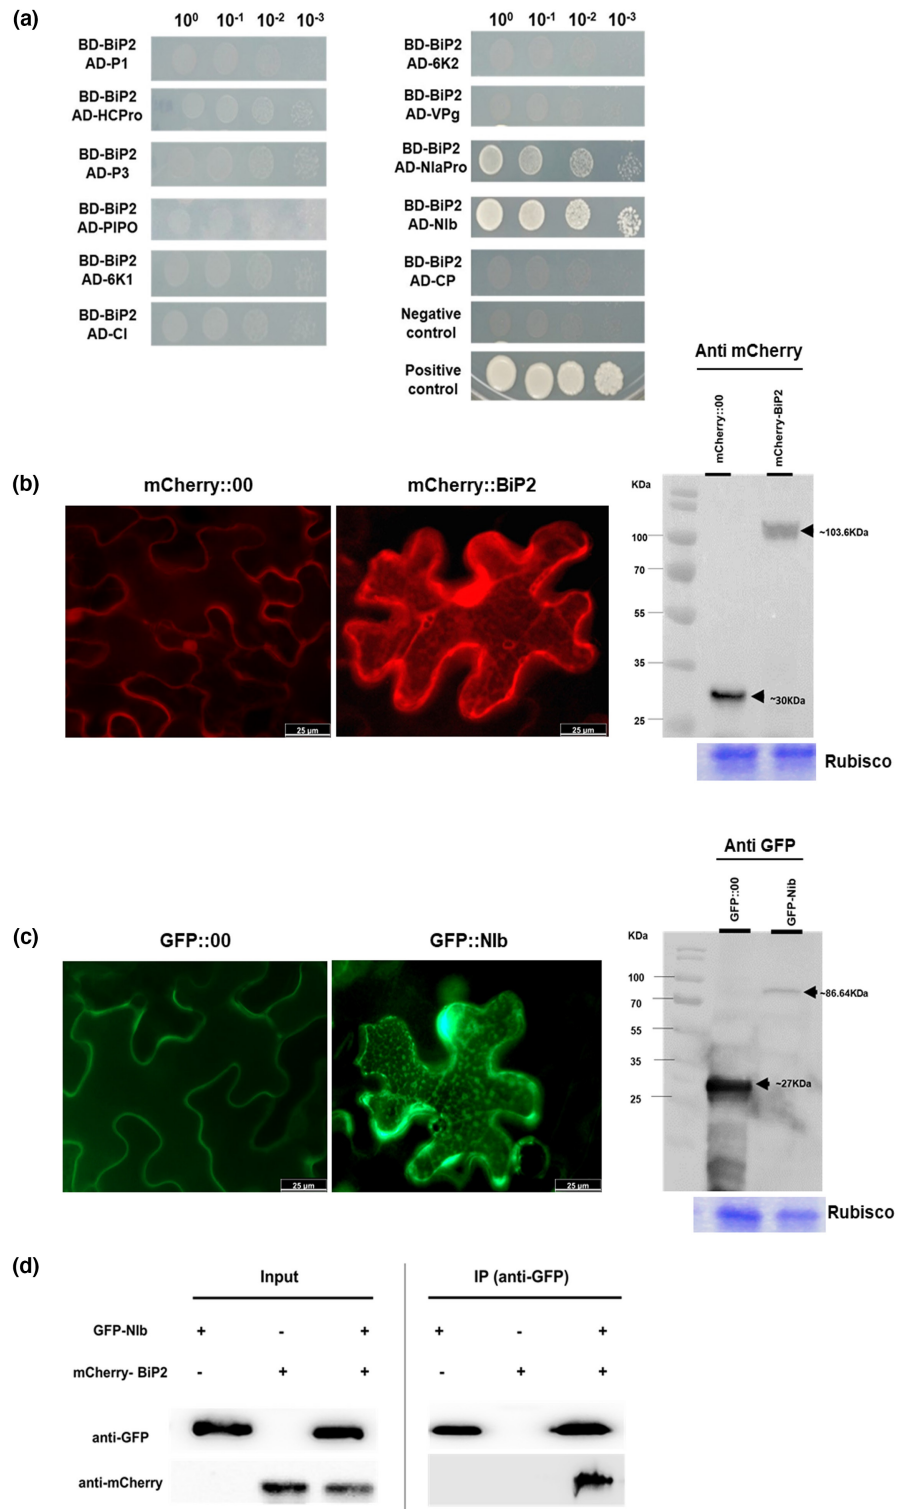 (a)
10⁰ 10⁻¹ 10⁻² 10⁻³
BD-BiP2
AD-P1
BD-BiP2
AD-HCPro
BD-BiP2
AD-P3
BD-BiP2
AD-PIPO
BD-BiP2
AD-6K1
BD-BiP2
AD-CI
10⁰ 10⁻¹ 10⁻² 10⁻³
BD-BiP2
AD-6K2
BD-BiP2
AD-VPg
BD-BiP2
AD-NIaPro
BD-BiP2
AD-NIb
BD-BiP2
AD-CP
Negative
control
Positive
control
(b)
mCherry::00
25 µm
mCherry::BiP2
25 µm
Anti mCherry
mCherry::00
mCherry-BiP2
KDa
100
70
55
35
25
~103.6KDa
~30KDa
Rubisco
(c)
GFP::00
25 µm
GFP::NIb
25 µm
Anti GFP
GFP::00
GFP-Nib
KDa
100
70
55
35
25
~86.64KDa
~27KDa
Rubisco
(d)
Input IP (anti-GFP)
GFP-NIb + - + + - +
mCherry- BiP2 - + + - + +
anti-GFP
anti-mCherry